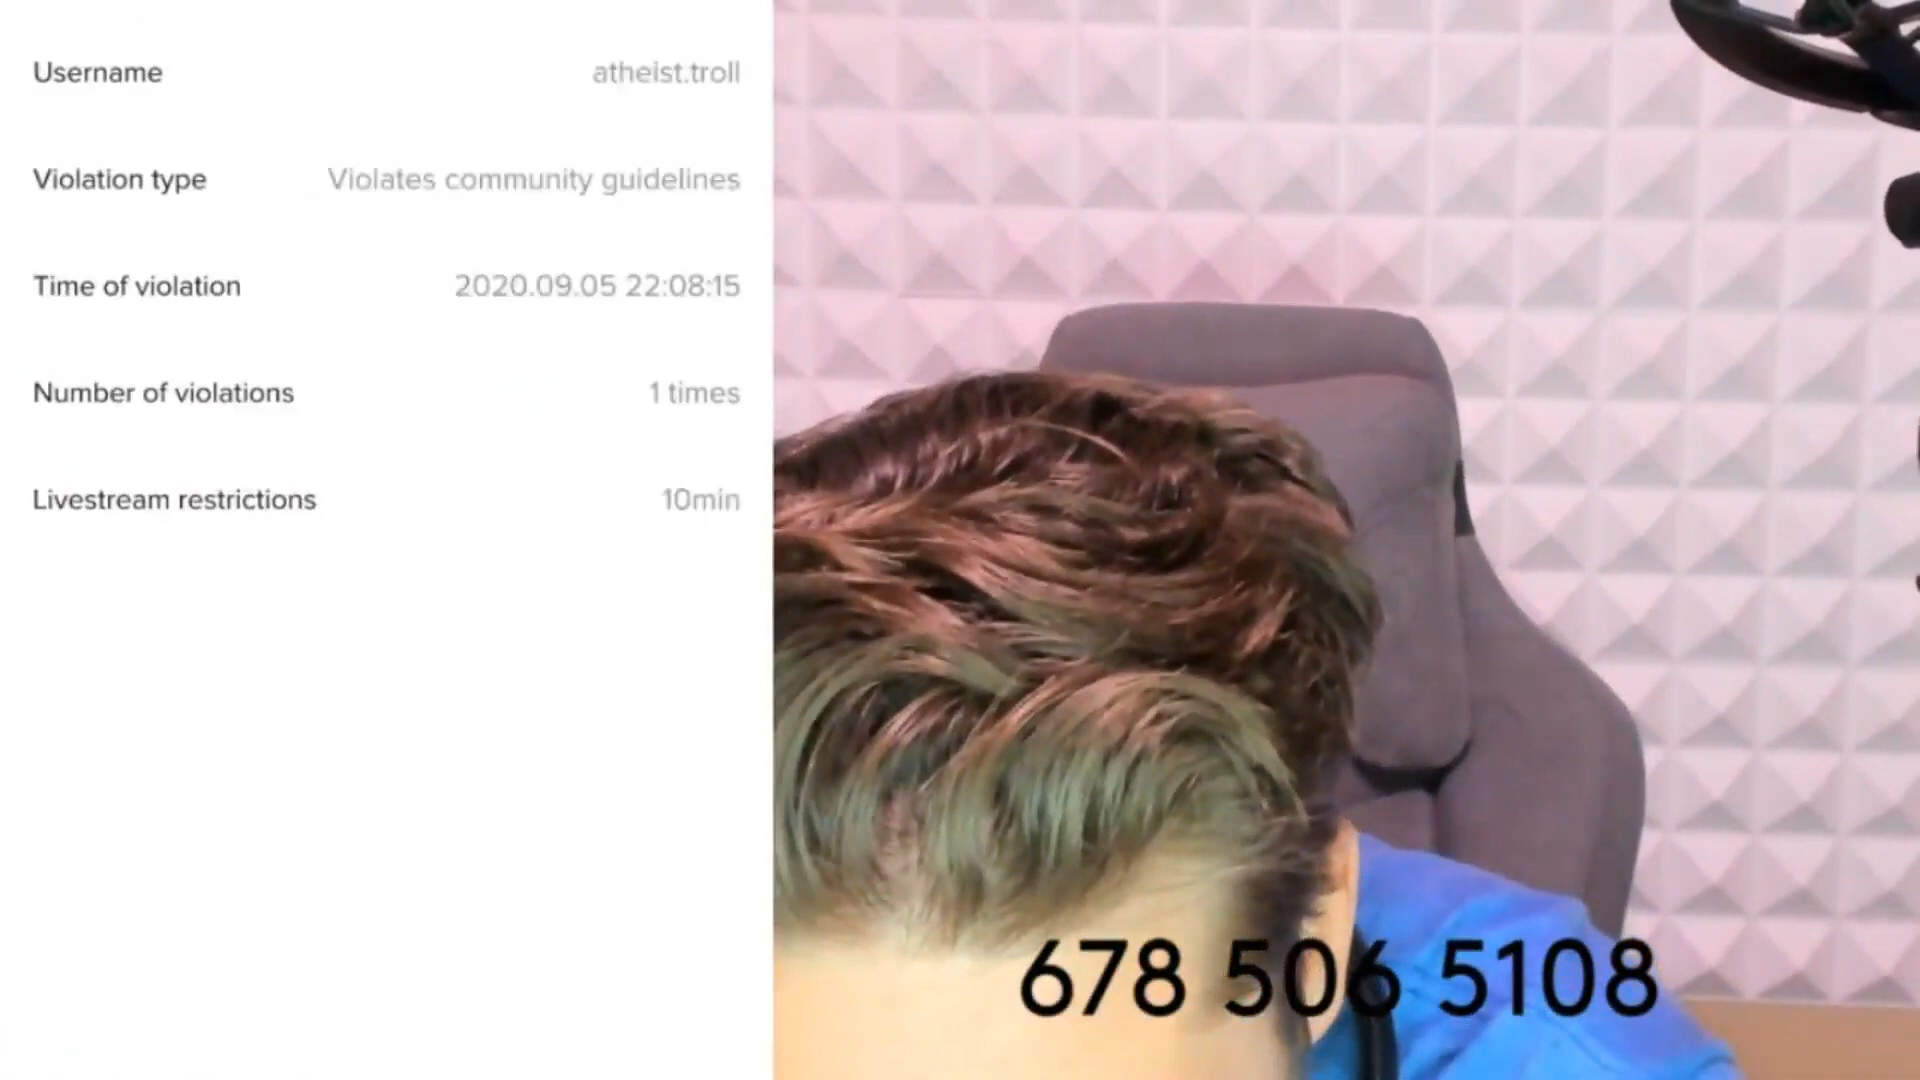 Username atheist.troll
Violation type Violates community guidelines
Time of violation 2020.09.05 22:08:15
Number of violations 1 times
Livestream restrictions 10min
678 506 5108